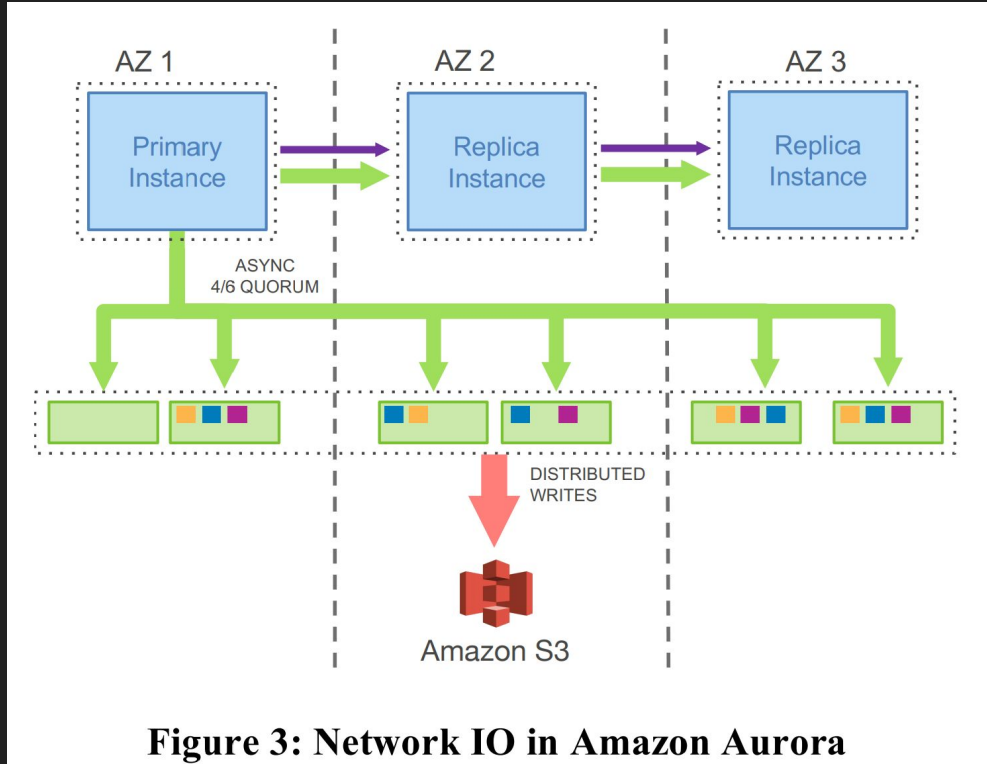 AZ 1
AZ 2
AZ 3
Primary
Instance
Replica
Instance
Replica
Instance
ASYNC
4/6 QUORUM
DISTRIBUTED
WRITES
Amazon S3
Figure 3: Network IO in Amazon Aurora